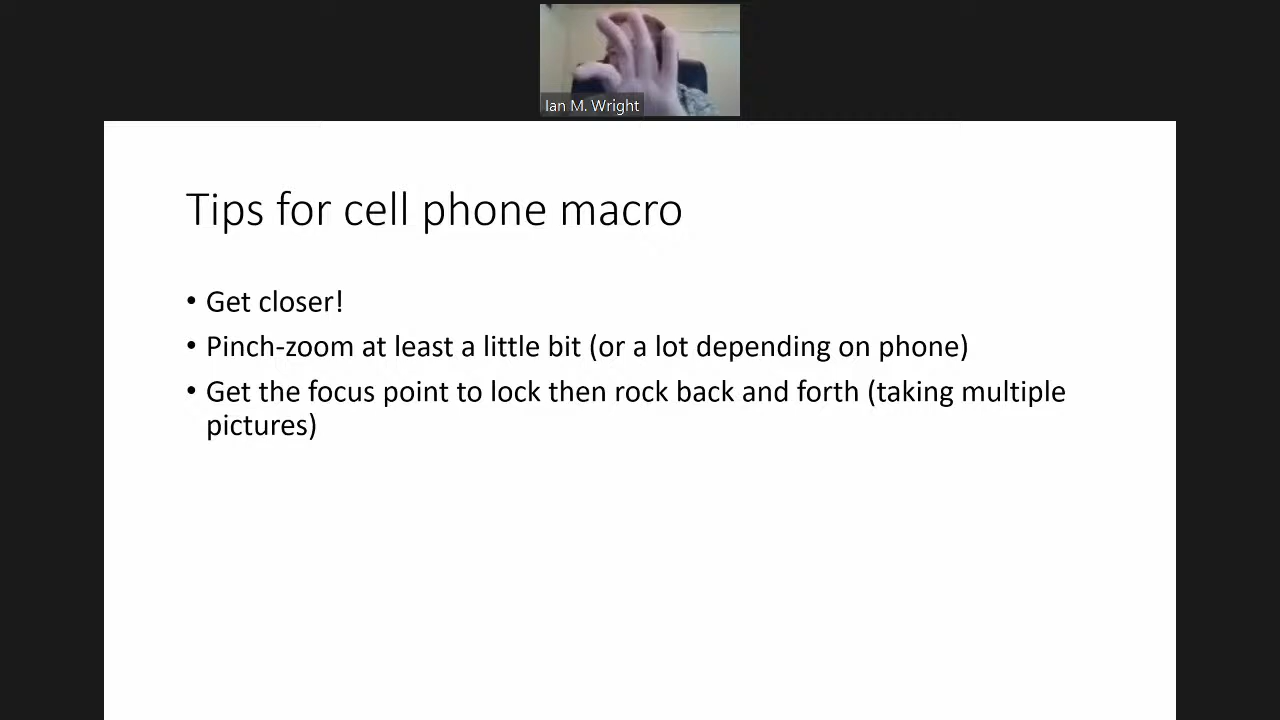 Ian M. Wright
Tips for cell phone macro
• Get closer!
• Pinch-zoom at least a little bit (or a lot depending on phone)
• Get the focus point to lock then rock back and forth (taking multiple
pictures)